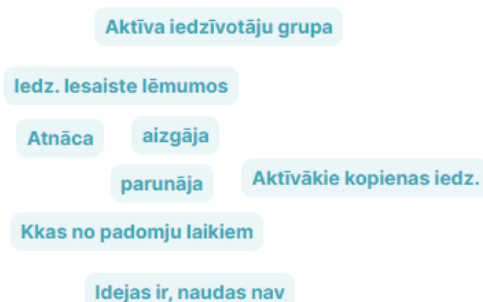 Aktīva iedzīvotāju grupa
Iedz. Iesaiste lēmumos
Atnāca
aizgāja
parunāja
Aktīvākie kopienas iedz.
Kkas no padomju laikiem
Idejas ir, naudas nav